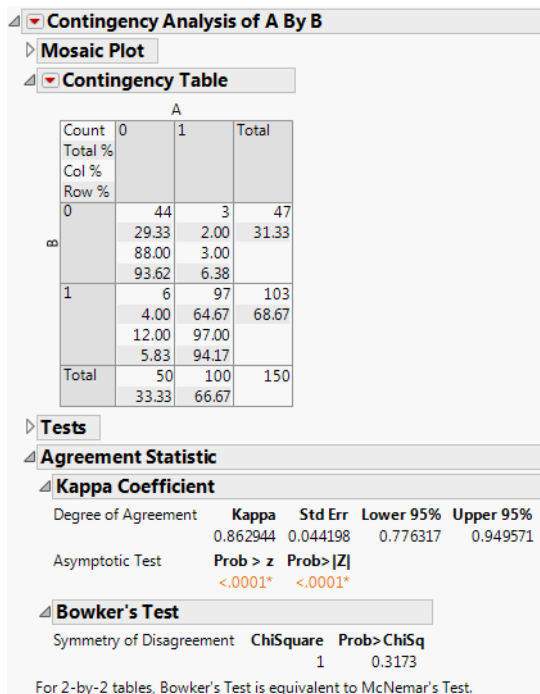 Contingency Analysis of A By B
Mosaic Plot
Contingency Table
A
Count 0 1 Total
Total %
Col %
Row %
B
0 44 3 47
29.33 2.00 31.33
88.00 3.00
93.62 6.38
1 6 97 103
4.00 64.67 68.67
12.00 97.00
5.83 94.17
Total 50 100 150
33.33 66.67
Tests
Agreement Statistic
Kappa Coefficient
Degree of Agreement Kappa Std Err Lower 95% Upper 95%
0.862944 0.044198 0.776317 0.949571
Asymptotic Test Prob > z Prob>|Z|
<.0001* <.0001*
Bowker's Test
Symmetry of Disagreement ChiSquare Prob>ChiSq
1 0.3173
For 2-by-2 tables, Bowker's Test is equivalent to McNemar's Test.